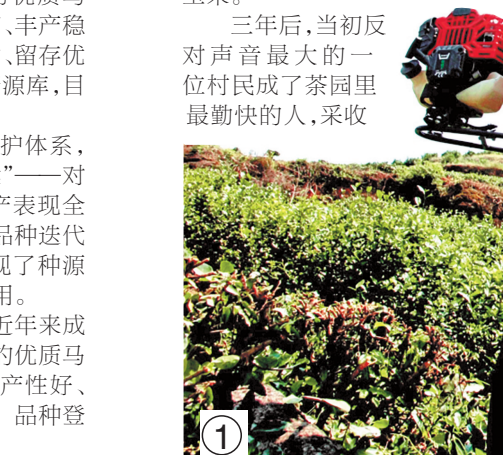 、丰产稳
、留存优
源库,目
护体系,
”——对
产表现全
品种迭代
现了种源
用。
近年来成
的优质马
产性好、
品种登
三年后,当初反
对声音最大的一
位村民成了茶园里
最勤快的人,采收
①